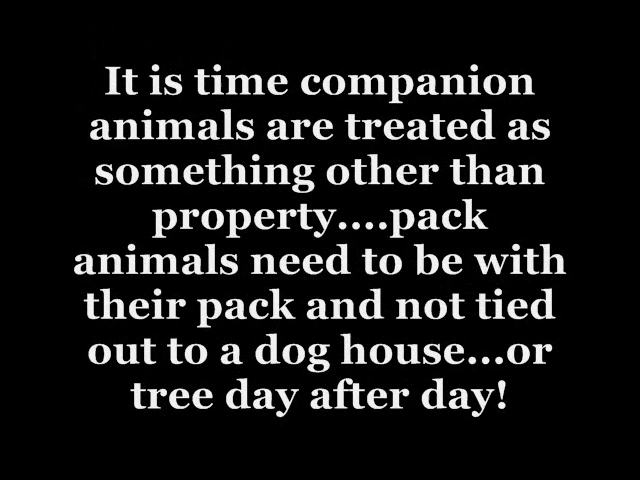 It is time companion
animals are treated as
something other than
property....pack
animals need to be with
their pack and not tied
out to a dog house...or
tree day after day!